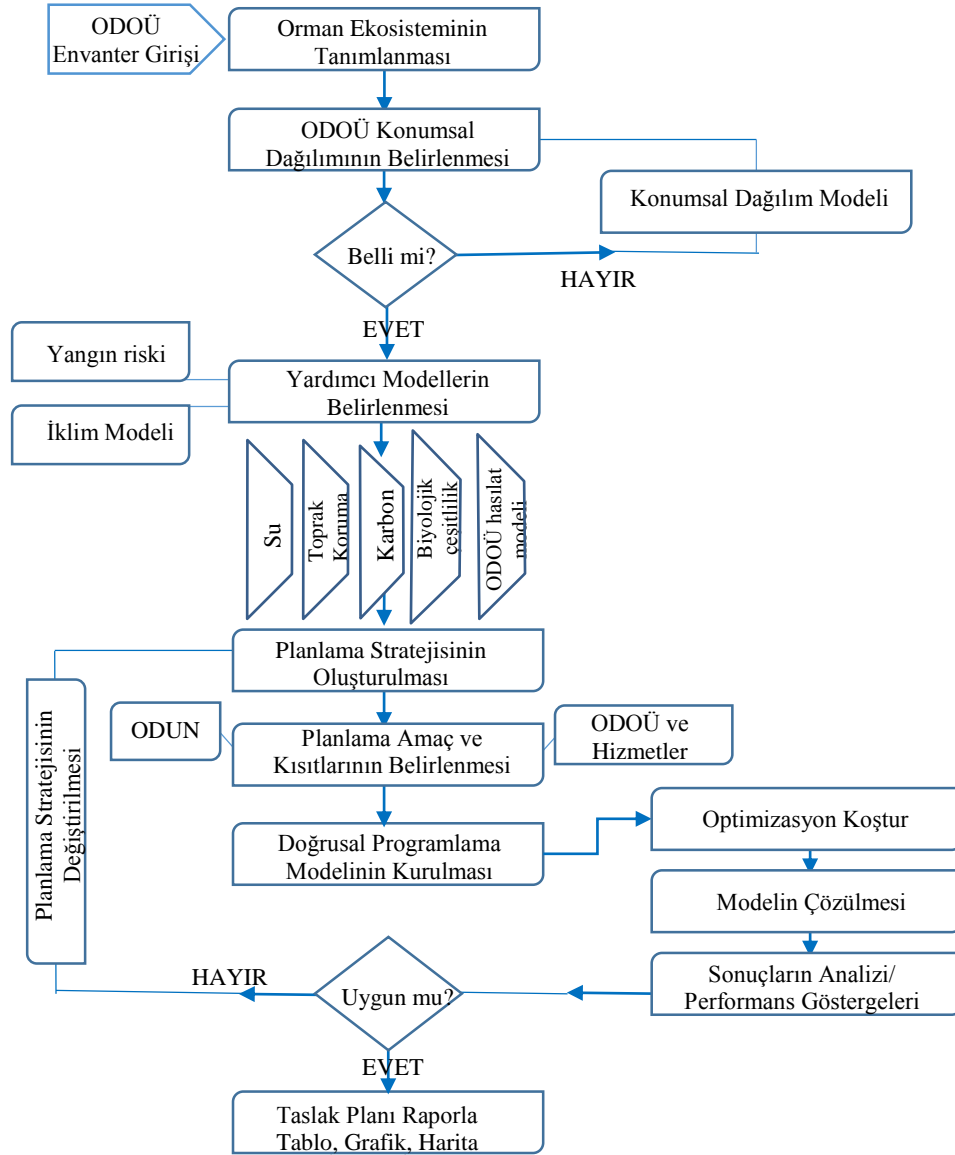 ODOÜ
Envanter Girişi
Orman Ekosisteminin
Tanımlanması
ODOÜ Konumsal
Dağılımının Belirlenmesi
Konumsal Dağılım Modeli
Belli mi?
HAYIR
EVET
Yangın riski
Yardımcı Modellerin
Belirlenmesi
İklim Modeli
Su
Toprak
Koruma
Karbon
Biyolojik
çeşitlilik
ODOÜ hasılat
modeli
Planlama Stratejisinin
Oluşturulması
ODUN
Planlama Amaç ve
Kısıtlarının Belirlenmesi
ODOÜ ve
Hizmetler
Planlama Stratejisinin
Değiştirilmesi
Doğrusal Programlama
Modelinin Kurulması
Optimizasyon Koştur
Modelin Çözülmesi
Sonuçların Analizi/
Performans Göstergeleri
HAYIR
Uygun mu?
EVET
Taslak Planı Raporla
Tablo, Grafik, Harita